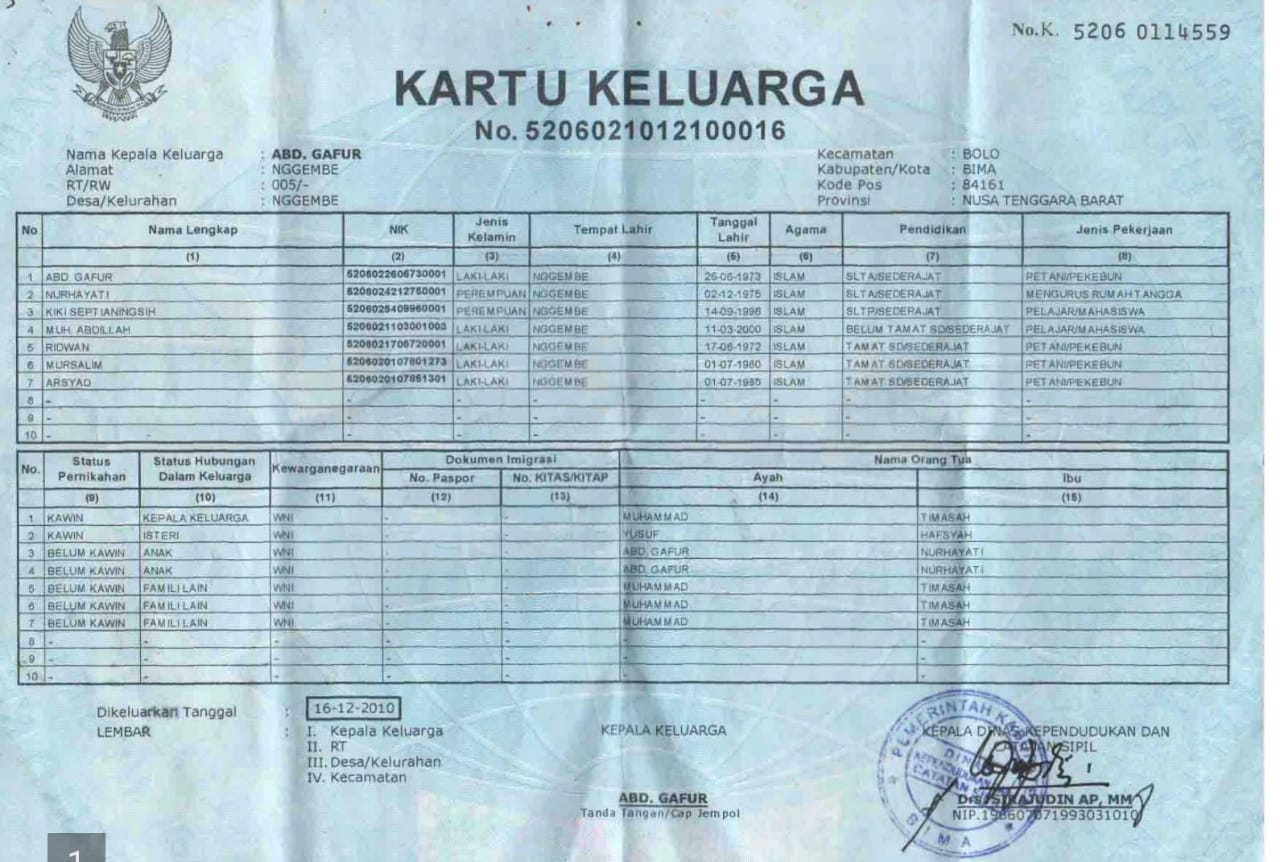 No.K. 5206 0114559
KARTU KELUARGA
No. 5206021012100016
Nama Kepala Keluarga : ABD. GAFUR
Alamat : NGGEMBE
RT/RW : 005/-
Desa/Kelurahan : NGGEMBE
Kecamatan : BOLO
Kabupaten/Kota : BIMA
Kode Pos : 84161
Provinsi : NUSA TENGGARA BARAT
No Nama Lengkap NIK Jenis Kelamin Tempat Lahir Tanggal Lahir Agama Pendidikan Jenis Pekerjaan
(1) (2) (3) (4) (5) (6) (7) (8)
1 ABD. GAFUR 5206022606730001 LAKI-LAKI NGGEMBE 26-06-1973 ISLAM SLTA/SEDERAJAT PETANI/PEKEBUN
2 NURHAYATI 5206024212750001 PEREMPUAN NGGEMBE 02-12-1975 ISLAM SLTA/SEDERAJAT MENGURUS RUMAH TANGGA
3 KIKI SEPTIANINGSIH 5206025409960001 PEREMPUAN NGGEMBE 14-09-1996 ISLAM SLTP/SEDERAJAT PELAJAR/MAHASISWA
4 MUH. ABDILLAH 5206021103001003 LAKI-LAKI NGGEMBE 11-03-2000 ISLAM BELUM TAMAT SD/SEDERAJAT PELAJAR/MAHASISWA
5 RIDWAN 5206021706720001 LAKI-LAKI NGGEMBE 17-06-1972 ISLAM TAMAT SD/SEDERAJAT PETANI/PEKEBUN
6 MURSALIM 5206020107801273 LAKI-LAKI NGGEMBE 01-07-1980 ISLAM TAMAT SD/SEDERAJAT PETANI/PEKEBUN
7 ARSYAD 5206020107851301 LAKI-LAKI NGGEMBE 01-07-1985 ISLAM TAMAT SD/SEDERAJAT PETANI/PEKEBUN
8 - - - - - - - -
9 - - - - - - - -
10 - - - - - - - -
No. Status Pernikahan Status Hubungan Dalam Keluarga Kewarganegaraan Dokumen Imigrasi Nama Orang Tua
No. Paspor No. KITAS/KITAP Ayah Ibu
(9) (10) (11) (12) (13) (14) (15)
1 KAWIN KEPALA KELUARGA WNI - - MUHAMMAD TIMASAH
2 KAWIN ISTERI WNI - - YUSUF HAFSYAH
3 BELUM KAWIN ANAK WNI - - ABD. GAFUR NURHAYATI
4 BELUM KAWIN ANAK WNI - - ABD. GAFUR NURHAYATI
5 BELUM KAWIN FAMILI LAIN WNI - - MUHAMMAD TIMASAH
6 BELUM KAWIN FAMILI LAIN WNI - - MUHAMMAD TIMASAH
7 BELUM KAWIN FAMILI LAIN WNI - - MUHAMMAD TIMASAH
8 - - - - - - -
9 - - - - - - -
10 - - - - - - -
Dikeluarkan Tanggal : 16-12-2010
LEMBAR : I. Kepala Keluarga
II. RT
III. Desa/Kelurahan
IV. Kecamatan
KEPALA KELUARGA
ABD. GAFUR
Tanda Tangan/Cap Jempol
KEPALA DINAS KEPENDUDUKAN DAN
CATATAN SIPIL
PEMERINTAH
DINAS
KEPENDUDUKAN
CATATAN
BIMA
Drs. SIRAJUDIN AP, MM
NIP.196607071993031010
1